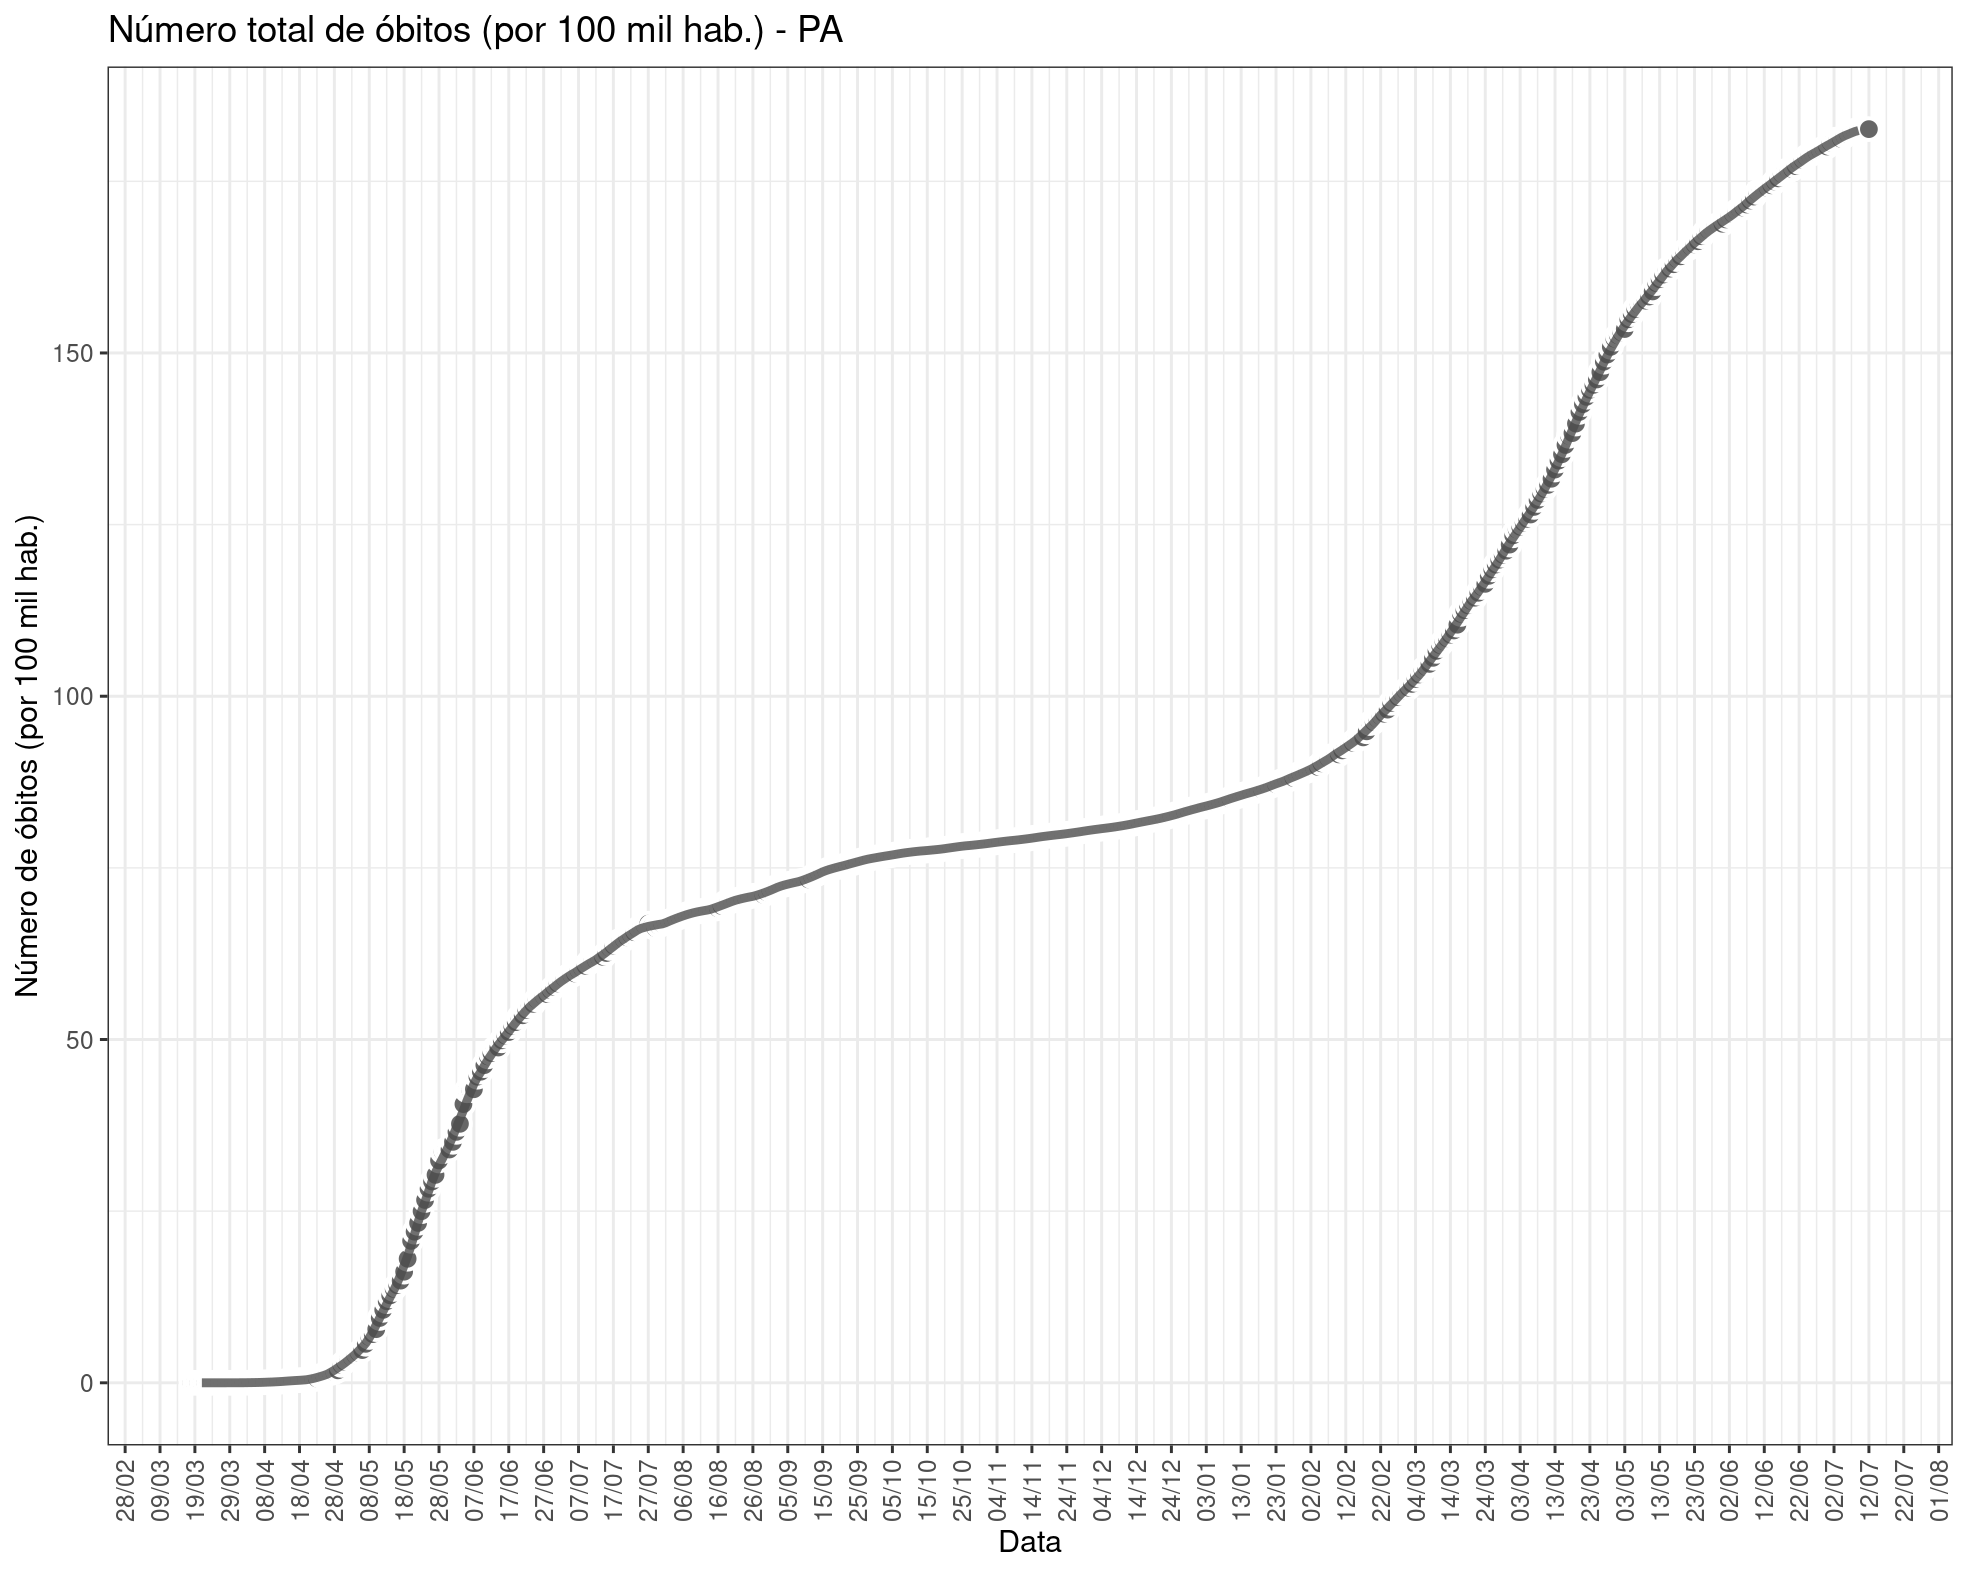 Número total de óbitos (por 100 mil hab.) - PA
Número de óbitos (por 100 mil hab.)
150
100
50
0
28/02 09/03 19/03 29/03 08/04 18/04 28/04 08/05 18/05 28/05 07/06 17/06 27/06 07/07 17/07 27/07 06/08 16/08 26/08 05/09 15/09 25/09 05/10 15/10 25/10 04/11 14/11 24/11 04/12 14/12 24/12 03/01 13/01 23/01 02/02 12/02 22/02 04/03 14/03 24/03 03/04 13/04 23/04 03/05 13/05 23/05 02/06 12/06 22/06 02/07 12/07 22/07 01/08
Data